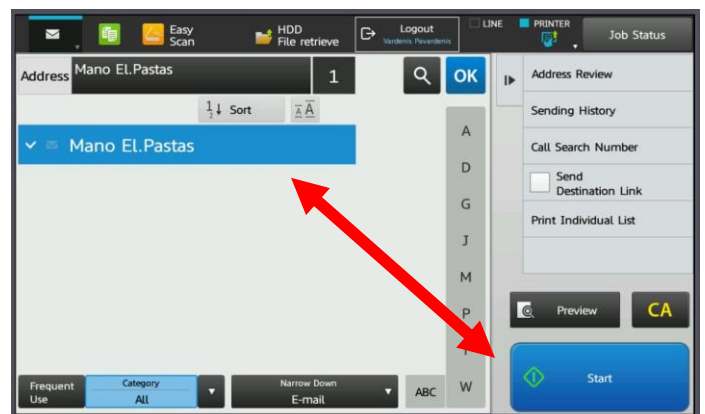 Easy
Scan
HDD
File retrieve
Logout
Vardenis Pavardenis
LINE
PRINTER
Job Status
Address
Mano El.Pastas
1
OK
Sort
A A
Mano El.Pastas
A
D
G
J
M
P
W
Address Review
Sending History
Call Search Number
Send
Destination Link
Print Individual List
Preview
CA
Start
Frequent
Use
Category
All
Narrow Down
E-mail
ABC